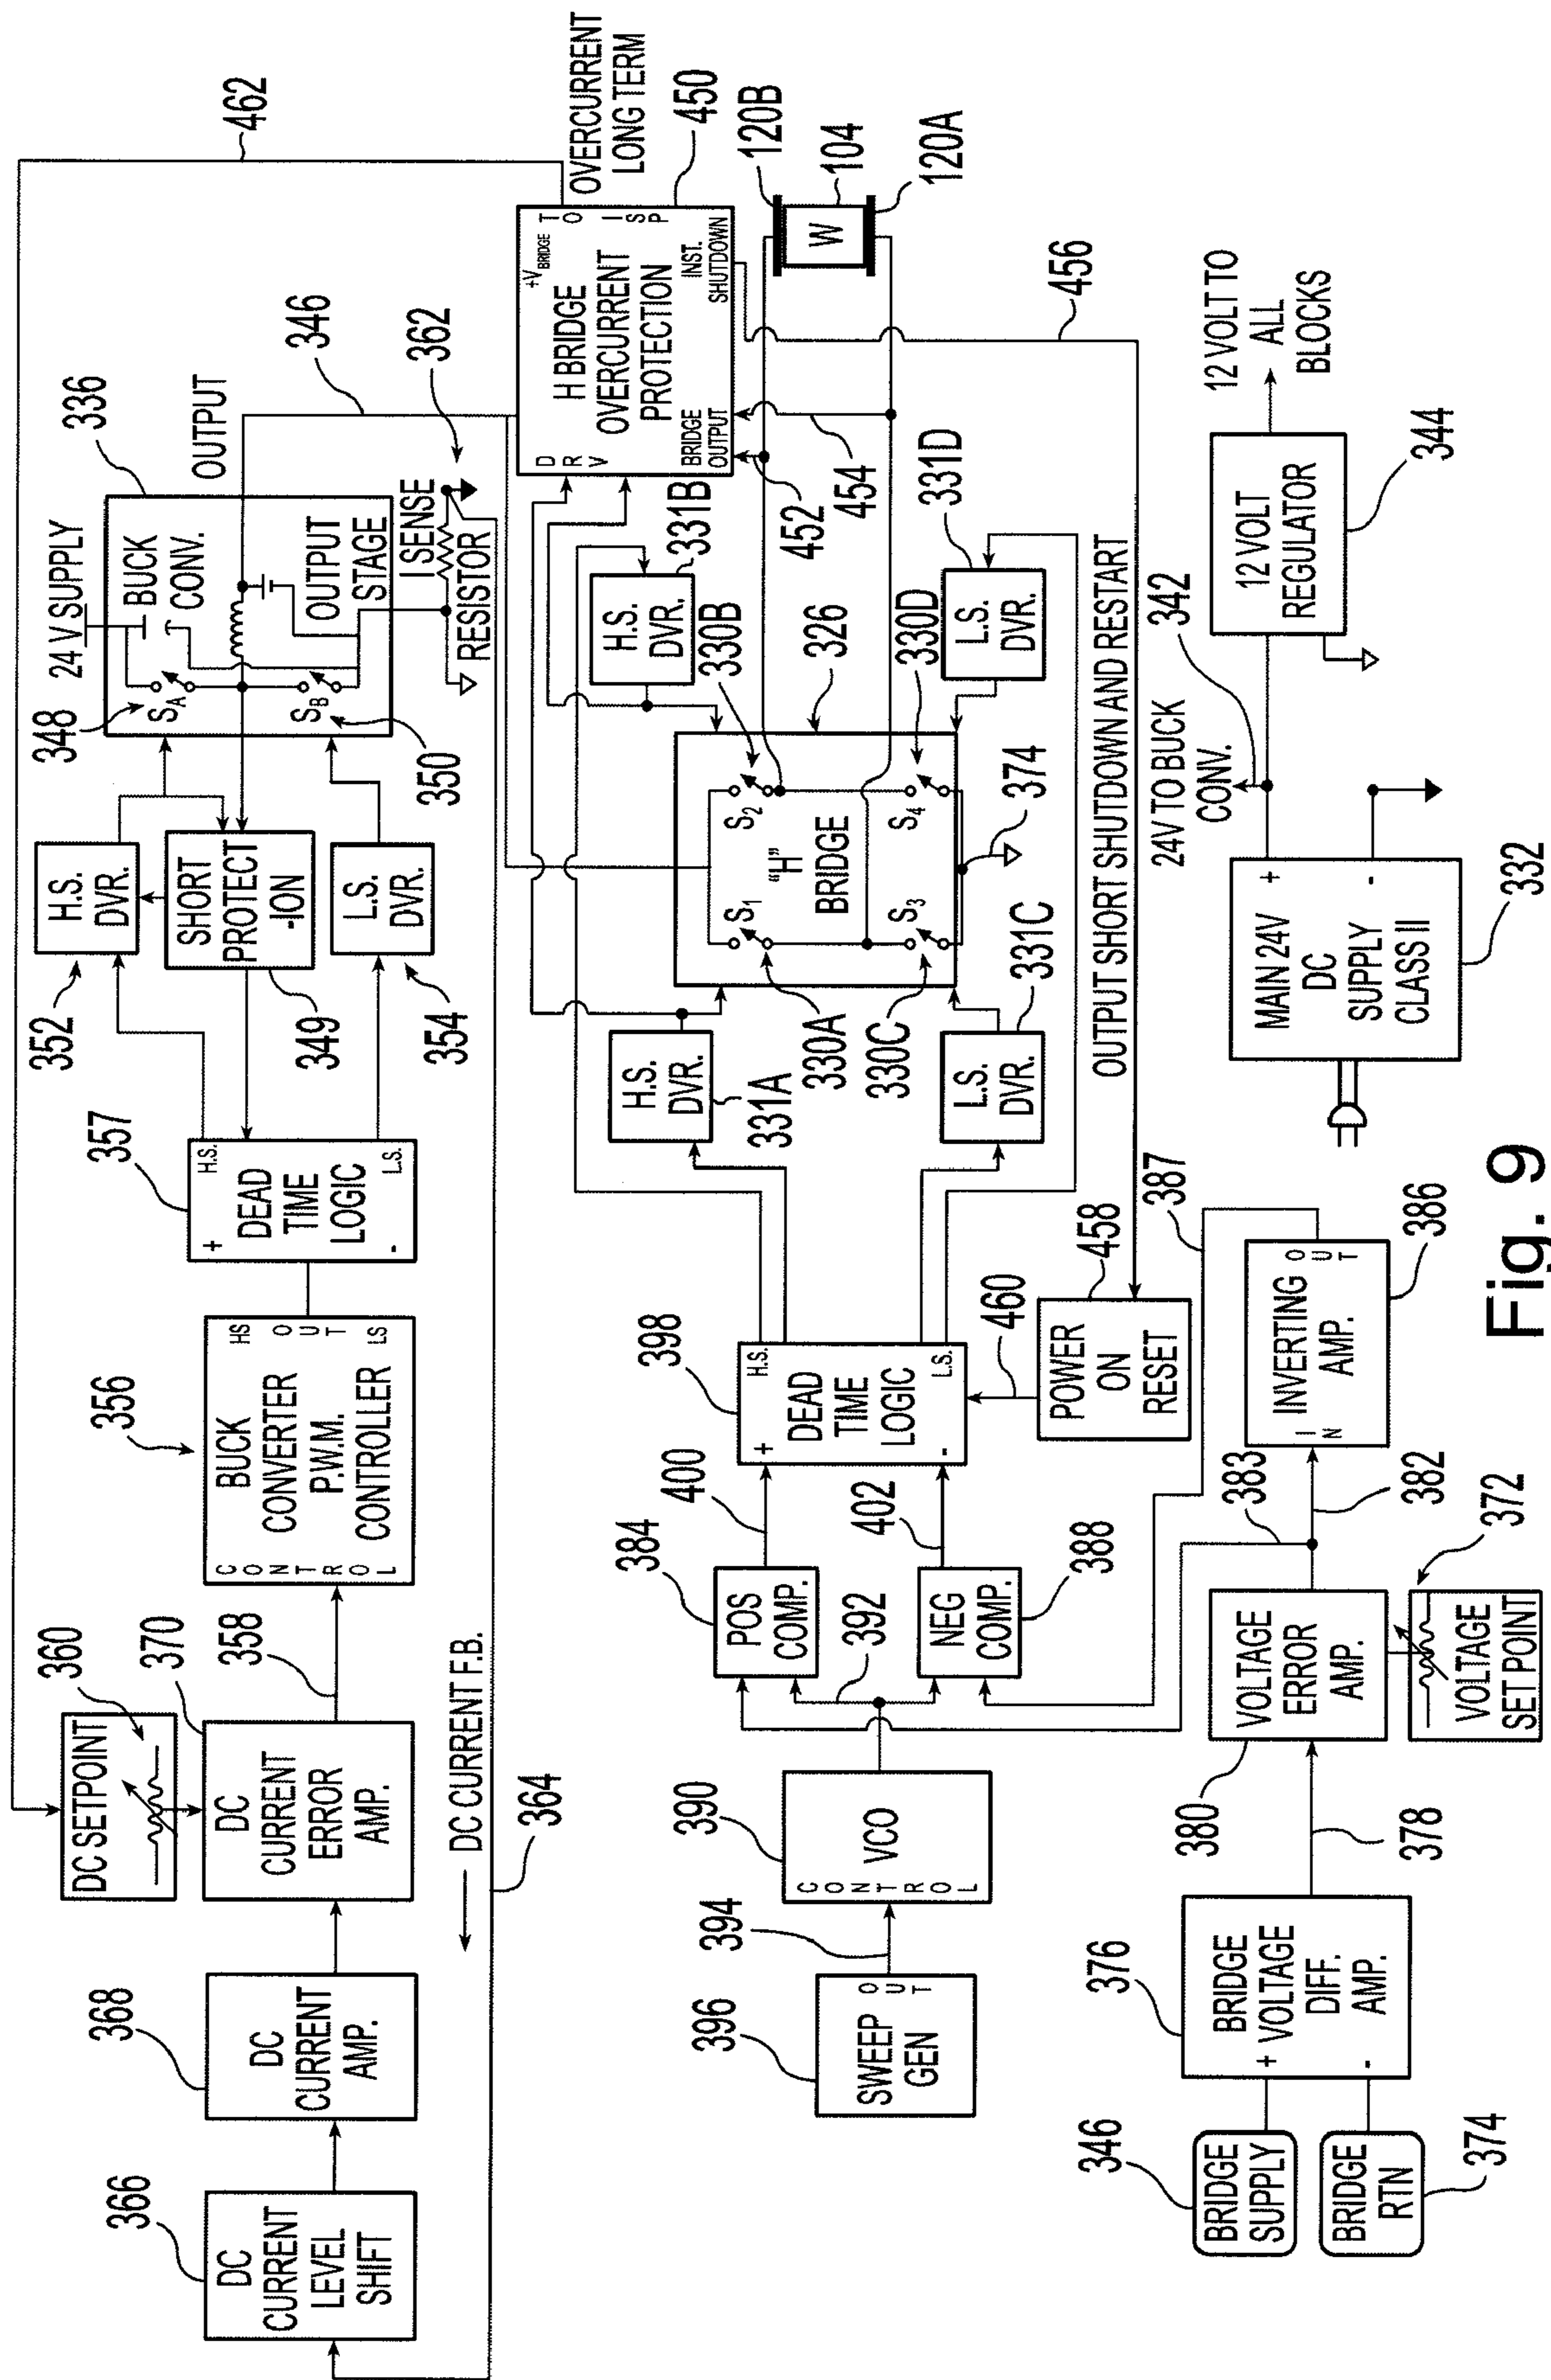 366
DC
CURRENT
LEVEL
SHIFT
368
DC
CURRENT
AMP.
DC SETPOINT
360
370
DC
CURRENT
ERROR
AMP.
358
356
CONTROL
BUCK
CONVERTER
P.W.M.
CONTROLLER
HS
OUT
LS
357
+
-
DEAD
TIME
LOGIC
H.S.
L.S.
352
H.S.
DVR.
SHORT
PROTECT
-ION
349
L.S.
DVR.
354
336
24 V SUPPLY
348
SA
BUCK
CONV.
SB
350
OUTPUT
STAGE
OUTPUT
346
I SENSE
RESISTOR
362
462
DC CURRENT F.B.
364
OVERCURRENT
LONG TERM
+VBRIDGE
DRV
H BRIDGE
OVERCURRENT
PROTECTION
TO
ISP
BRIDGE
OUTPUT
INST.
SHUTDOWN
450
452
454
120B
W
104
120A
456
H.S.
DVR.
331A
H.S.
DVR.
331B
330B
326
S1
S2
"H"
BRIDGE
S3
S4
330A
330C
330D
374
L.S.
DVR.
331C
L.S.
DVR.
331D
OUTPUT SHORT SHUTDOWN AND RESTART
396
SWEEP
GEN
OUT
394
390
CONTROL
VCO
392
384
POS
COMP.
NEG
COMP.
388
400
402
398
+
-
DEAD
TIME
LOGIC
H.S.
L.S.
460
POWER
ON
RESET
458
346
BRIDGE
SUPPLY
BRIDGE
RTN
374
376
+
-
BRIDGE
VOLTAGE
DIFF.
AMP.
378
380
VOLTAGE
ERROR
AMP.
VOLTAGE
SET POINT
372
383
382
IN
INVERTING
AMP.
OUT
386
387
MAIN 24V
DC
SUPPLY
CLASS II
+
-
332
24V TO BUCK
CONV.
342
12 VOLT
REGULATOR
344
12 VOLT TO
ALL
BLOCKS
Fig. 9